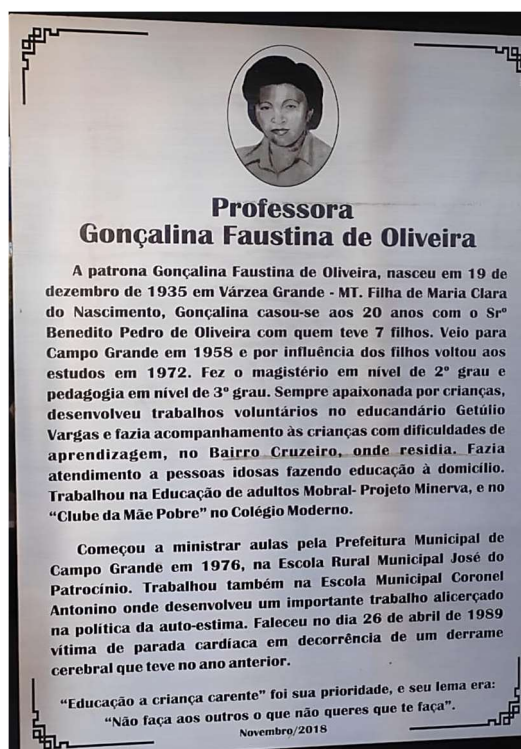 Professora
Gonçalina Faustina de Oliveira
A patrona Gonçalina Faustina de Oliveira, nasceu em 19 de
dezembro de 1935 em Várzea Grande - MT. Filha de Maria Clara
do Nascimento, Gonçalina casou-se aos 20 anos com o Srº
Benedito Pedro de Oliveira com quem teve 7 filhos. Veio para
Campo Grande em 1958 e por influência dos filhos voltou aos
estudos em 1972. Fez o magistério em nível de 2º grau e
pedagogia em nível de 3º grau. Sempre apaixonada por crianças,
desenvolveu trabalhos voluntários no educandário Getúlio
Vargas e fazia acompanhamento às crianças com dificuldades de
aprendizagem, no Bairro Cruzeiro, onde residia. Fazia
atendimento a pessoas idosas fazendo educação à domicílio.
Trabalhou na Educação de adultos Mobral- Projeto Minerva, e no
“Clube da Mãe Pobre” no Colégio Moderno.
Começou a ministrar aulas pela Prefeitura Municipal de
Campo Grande em 1976, na Escola Rural Municipal José do
Patrocínio. Trabalhou também na Escola Municipal Coronel
Antonino onde desenvolveu um importante trabalho alicerçado
na política da auto-estima. Faleceu no dia 26 de abril de 1989
vítima de parada cardíaca em decorrência de um derrame
cerebral que teve no ano anterior.
“Educação a criança carente” foi sua prioridade, e seu lema era:
“Não faça aos outros o que não queres que te faça”.
Novembro/2018